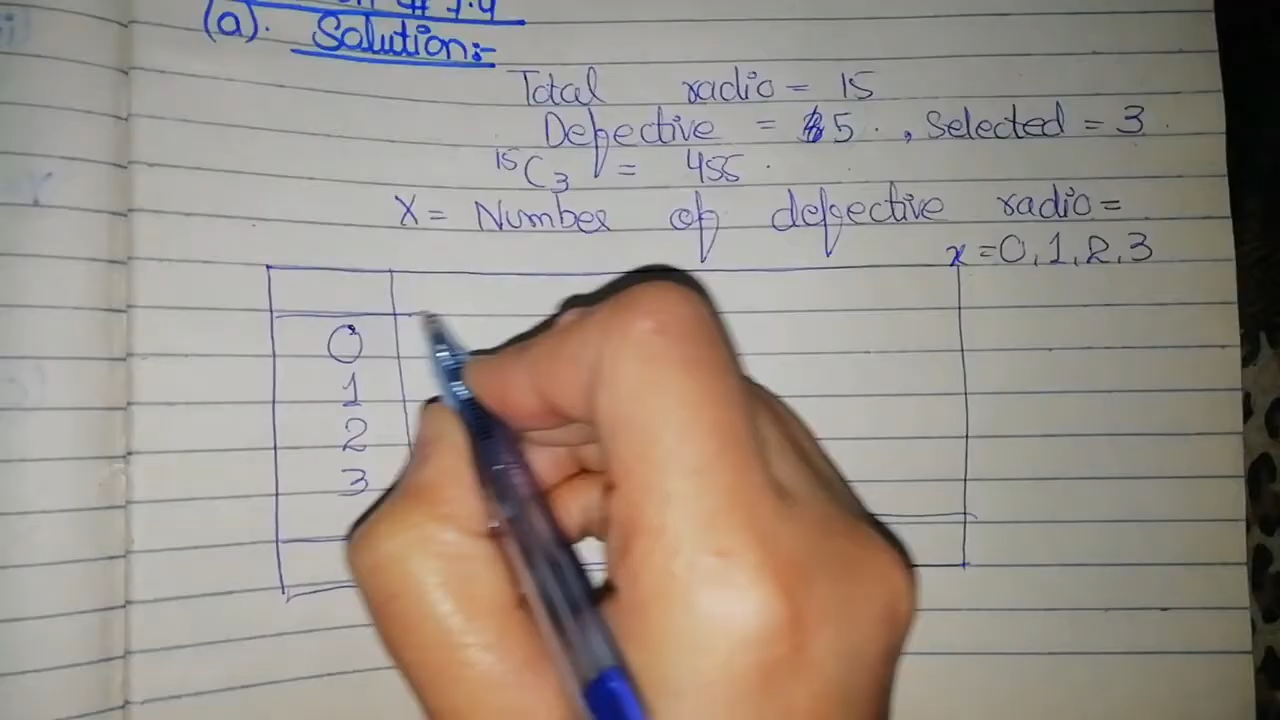 (a). Solution:-
Total radio = 15
Defective = 5. , Selected = 3.
¹⁵C₃ = 455.
X = Number of defective radio =
x = 0, 1, 2, 3
0
1
2
3